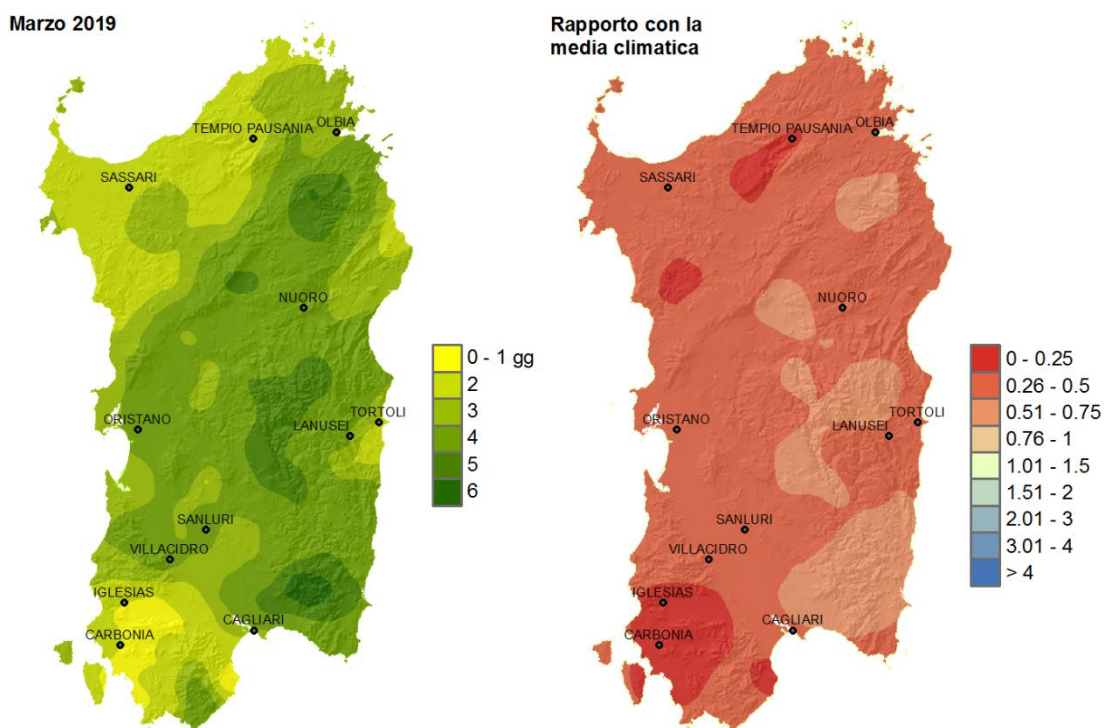 Marzo 2019
TEMPIO PAUSANIA
OLBIA
SASSARI
NUORO
ORISTANO
TORTOLI
LANUSEI
SANLURI
VILLACIDRO
IGLESIAS
CAGLIARI
CARBONIA
0 - 1 gg
2
3
4
5
6
Rapporto con la
media climatica
TEMPIO PAUSANIA
OLBIA
SASSARI
NUORO
ORISTANO
TORTOLI
LANUSEI
SANLURI
VILLACIDRO
IGLESIAS
CAGLIARI
CARBONIA
0 - 0.25
0.26 - 0.5
0.51 - 0.75
0.76 - 1
1.01 - 1.5
1.51 - 2
2.01 - 3
3.01 - 4
> 4